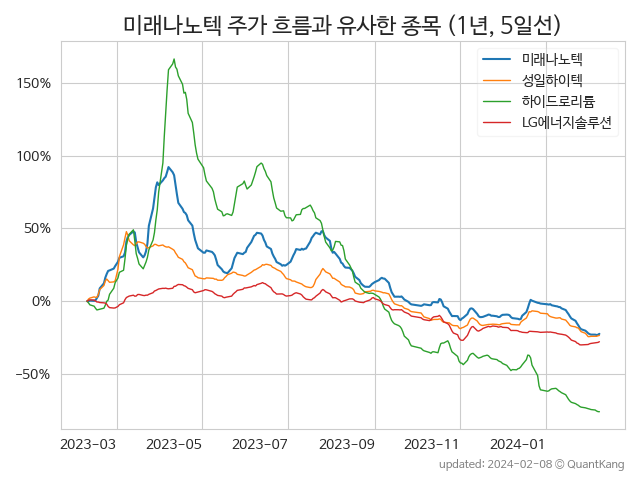 미래나노텍 주가 흐름과 유사한 종목 (1년, 5일선)
미래나노텍
성일하이텍
하이드로리튬
LG에너지솔루션
150%
100%
50%
0%
−50%
2023-03 2023-05 2023-07 2023-09 2023-11 2024-01
updated: 2024-02-08 © QuantKang